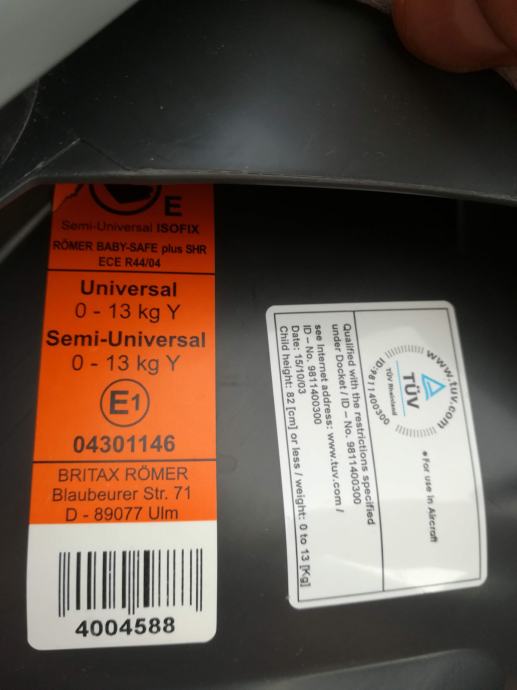 E
Semi-Universal ISOFIX
RÖMER BABY-SAFE plus SHR
ECE R44/04
Universal
0 - 13 kg Y
Semi-Universal
0 - 13 kg Y
E1
04301146
BRITAX RÖMER
Blaubeurer Str. 71
D - 89077 Ulm
4004588
www.tuv.com
TÜV
TÜV Rheinland
ID:9811400300
• For use in Aircraft
Qualified with the restrictions specified
under Docket / ID – No. 9811400300
see Internet address: www.tuv.com /
ID – No. 9811400300
Date: 15/10/03
Child height: 82 [cm] or less / weight: 0 to 13 [Kg]